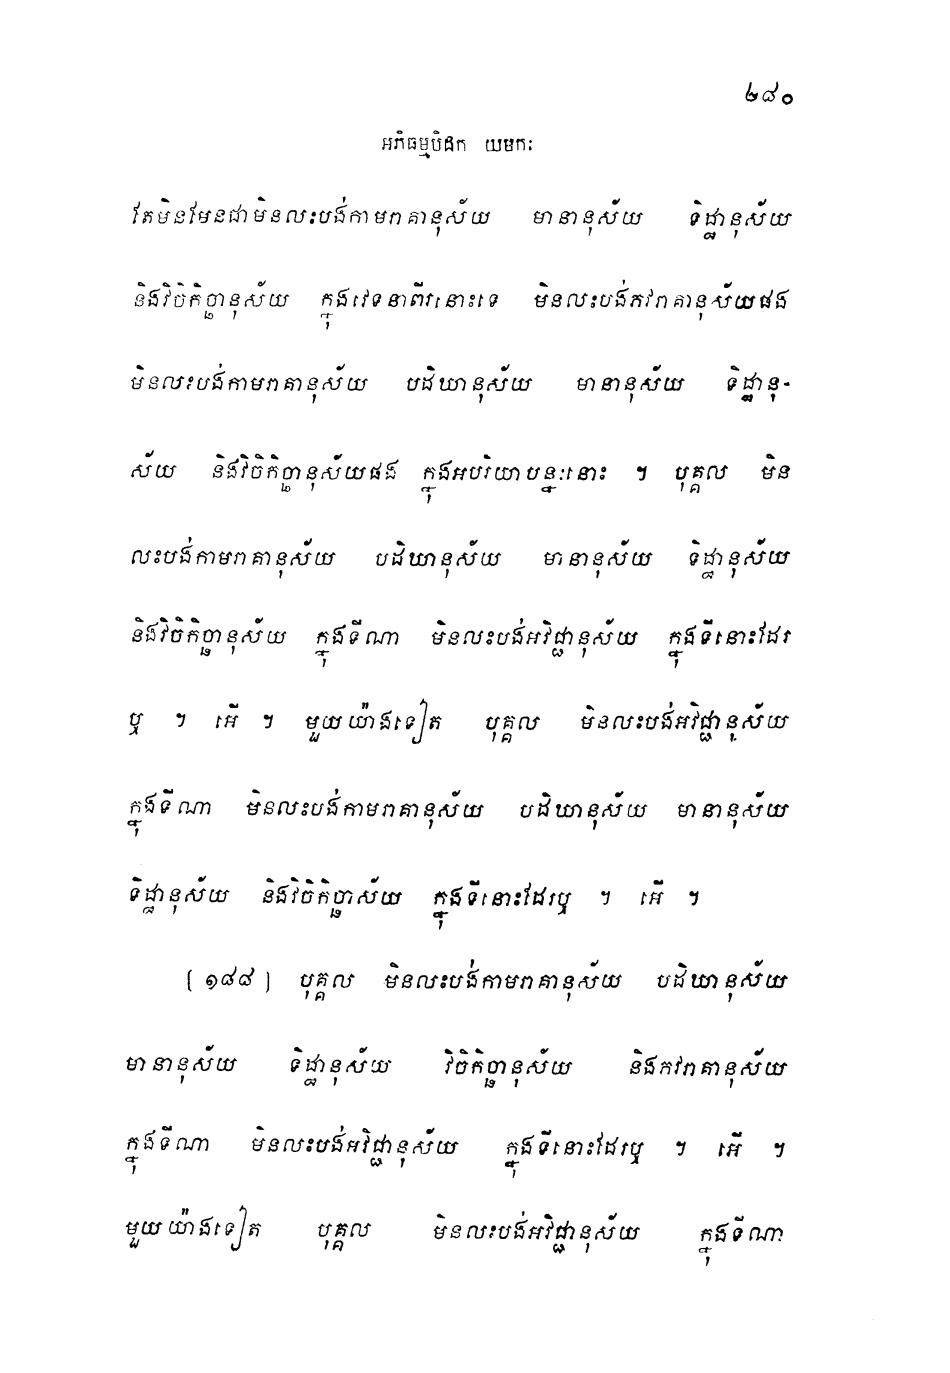 ២៨០
អភិធម្មបិដក យមកៈ
តែមិនមែនជាមិនលះបង់កាមរាគានុស័យ មានានុស័យ ទិដ្ឋានុស័យ
និងវិចិកិច្ឆានុស័យ ក្នុងវេទនាពីរនោះទេ មិនលះបង់ភវរាគានុស័យផង
មិនលះបង់កាមរាគានុស័យ បដិឃានុស័យ មានានុស័យ ទិដ្ឋានុ-
ស័យ និងវិចិកិច្ឆានុស័យផង ក្នុងអបរិយាបន្នៈនោះ ។ បុគ្គល មិន
លះបង់កាមរាគានុស័យ បដិឃានុស័យ មានានុស័យ ទិដ្ឋានុស័យ
និងវិចិកិច្ឆានុស័យ ក្នុងទីណា មិនលះបង់អវិជ្ជានុស័យ ក្នុងទីនោះដែរ
ឬ ។ អើ ។ មួយយ៉ាងទៀត បុគ្គល មិនលះបង់អវិជ្ជានុស័យ
ក្នុងទីណា មិនលះបង់កាមរាគានុស័យ បដិឃានុស័យ មានានុស័យ
ទិដ្ឋានុស័យ និងវិចិកិច្ឆាស័យ ក្នុងទីនោះដែរឬ ។ អើ ។
[ ១៨៨ ] បុគ្គល មិនលះបង់កាមរាគានុស័យ បដិឃានុស័យ
មានានុស័យ ទិដ្ឋានុស័យ វិចិកិច្ឆានុស័យ និងភវរាគានុស័យ
ក្នុងទីណា មិនលះបង់អវិជ្ជានុស័យ ក្នុងទីនោះដែរឬ ។ អើ ។
មួយយ៉ាងទៀត បុគ្គល មិនលះបង់អវិជ្ជានុស័យ ក្នុងទីណា